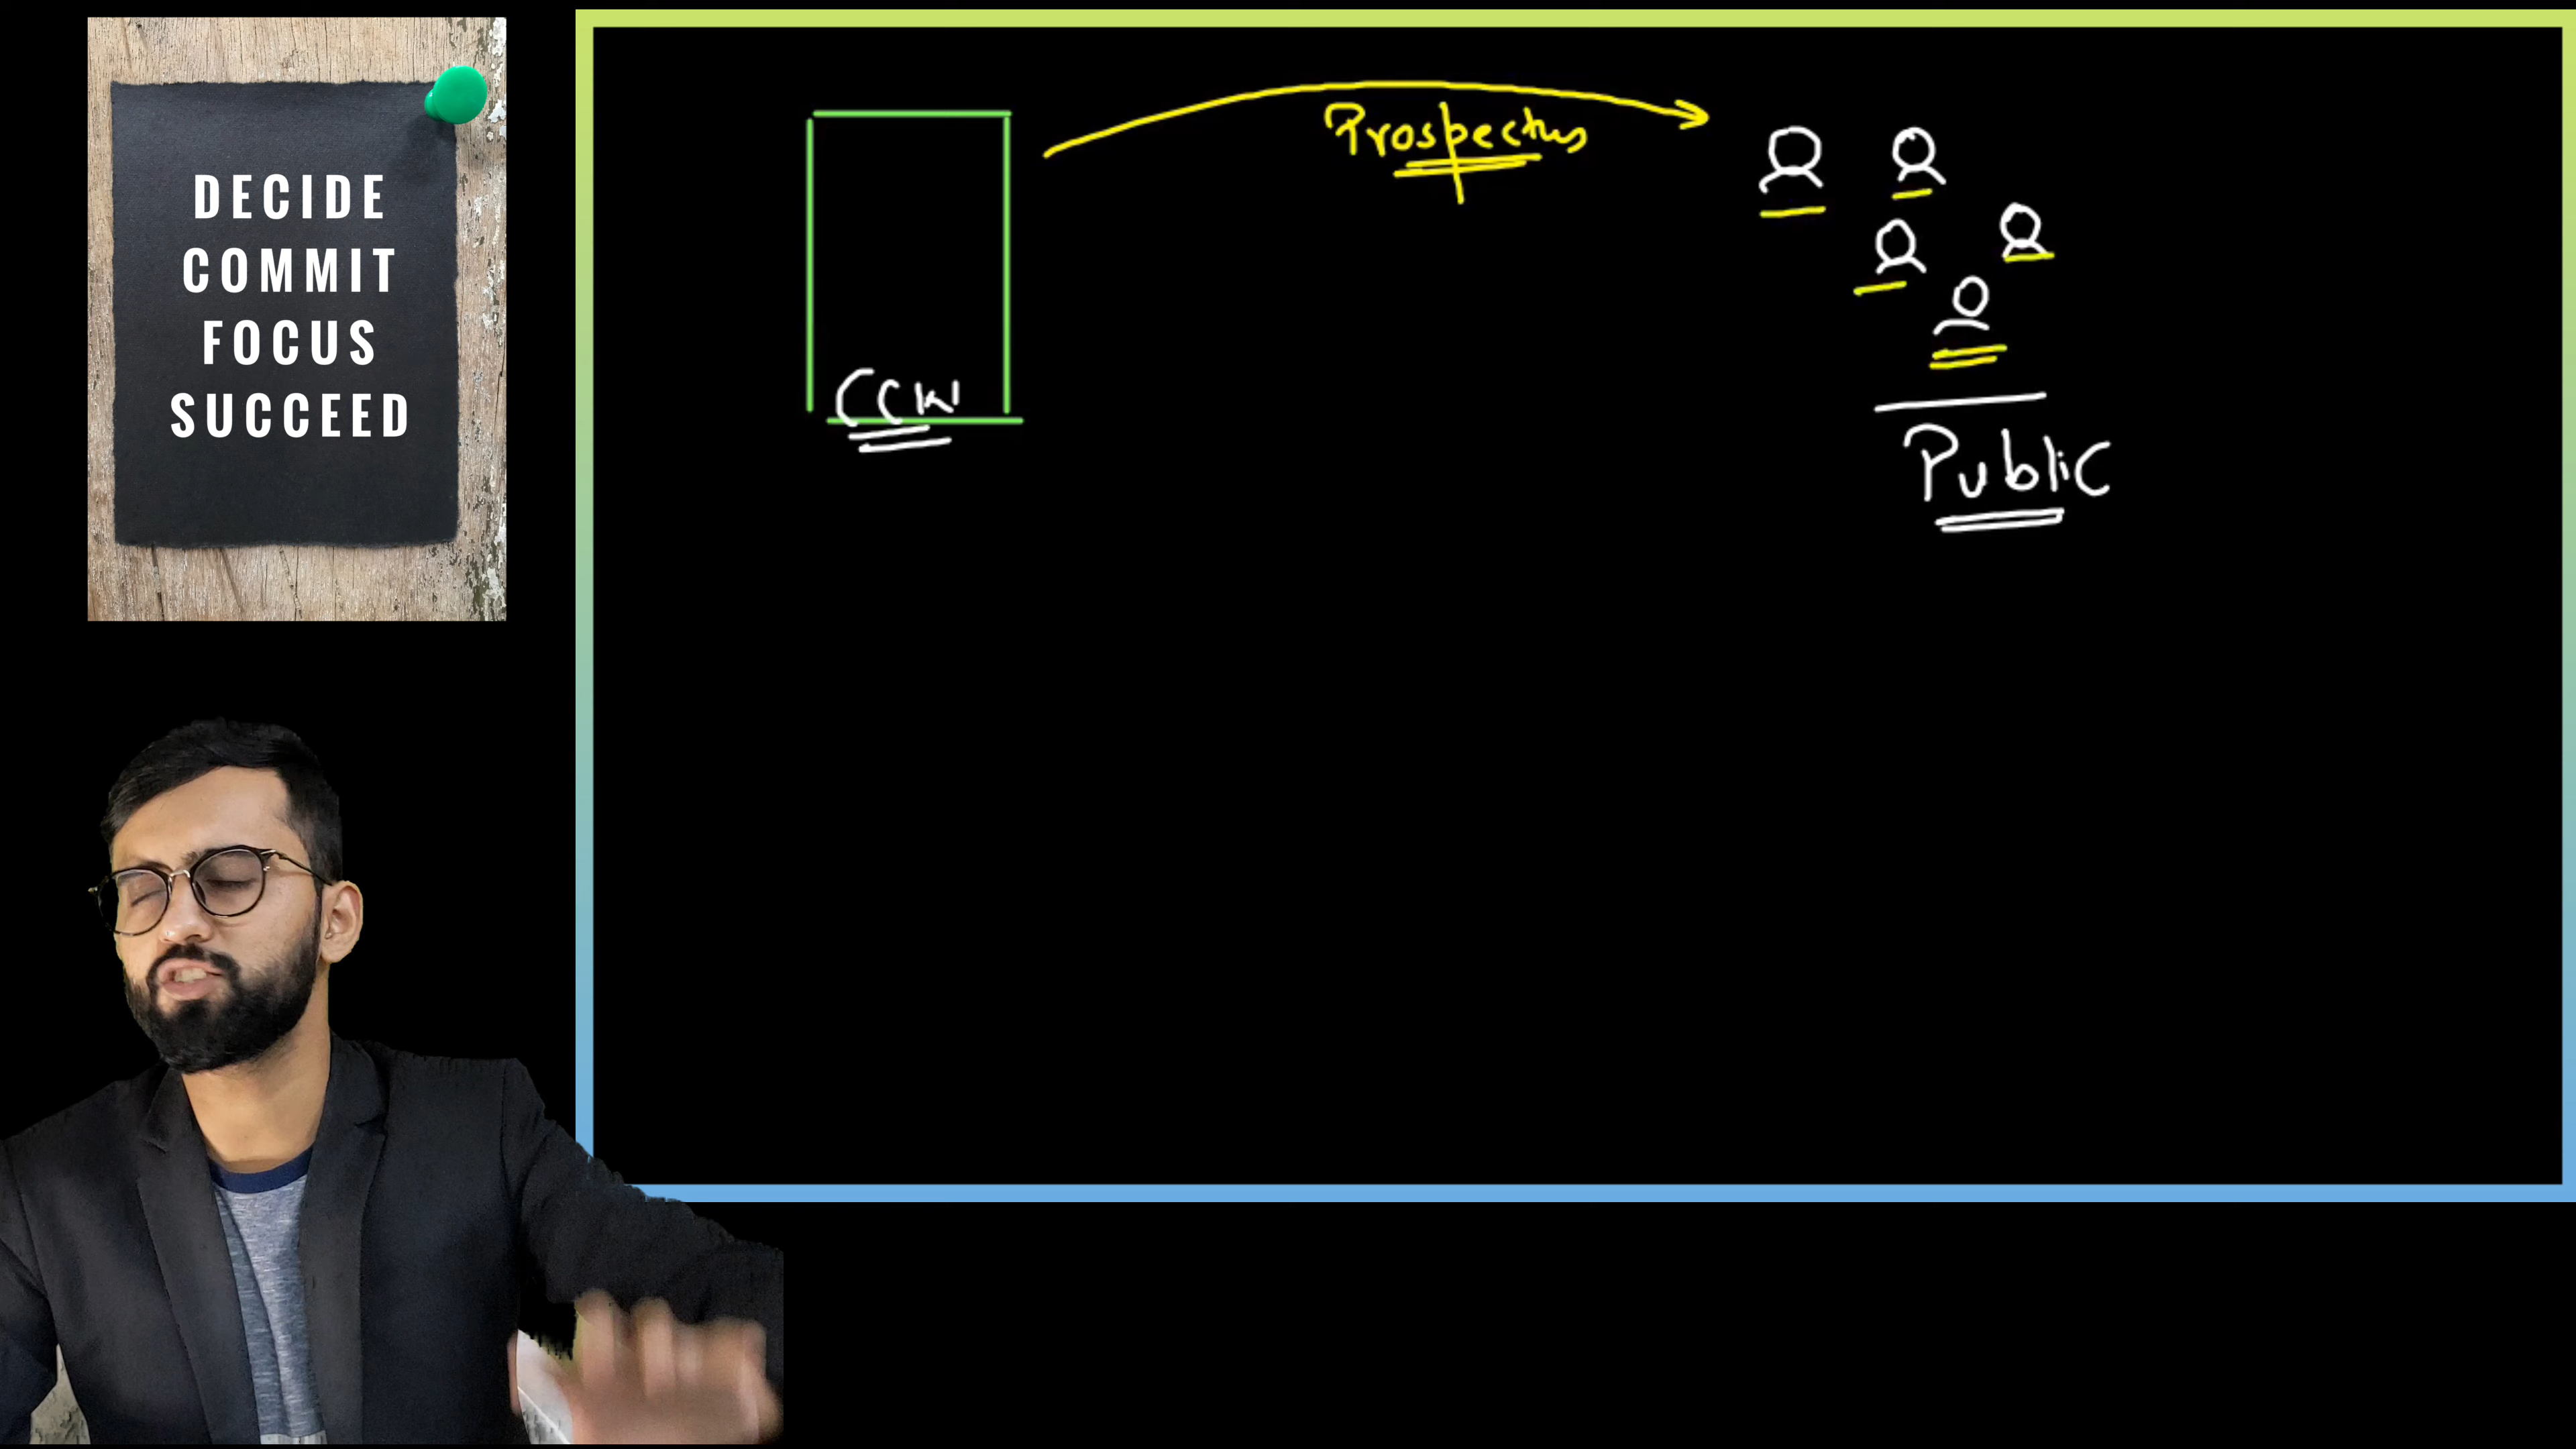 DECIDE
COMMIT
FOCUS
SUCCEED
Prospectus
CCW
Public